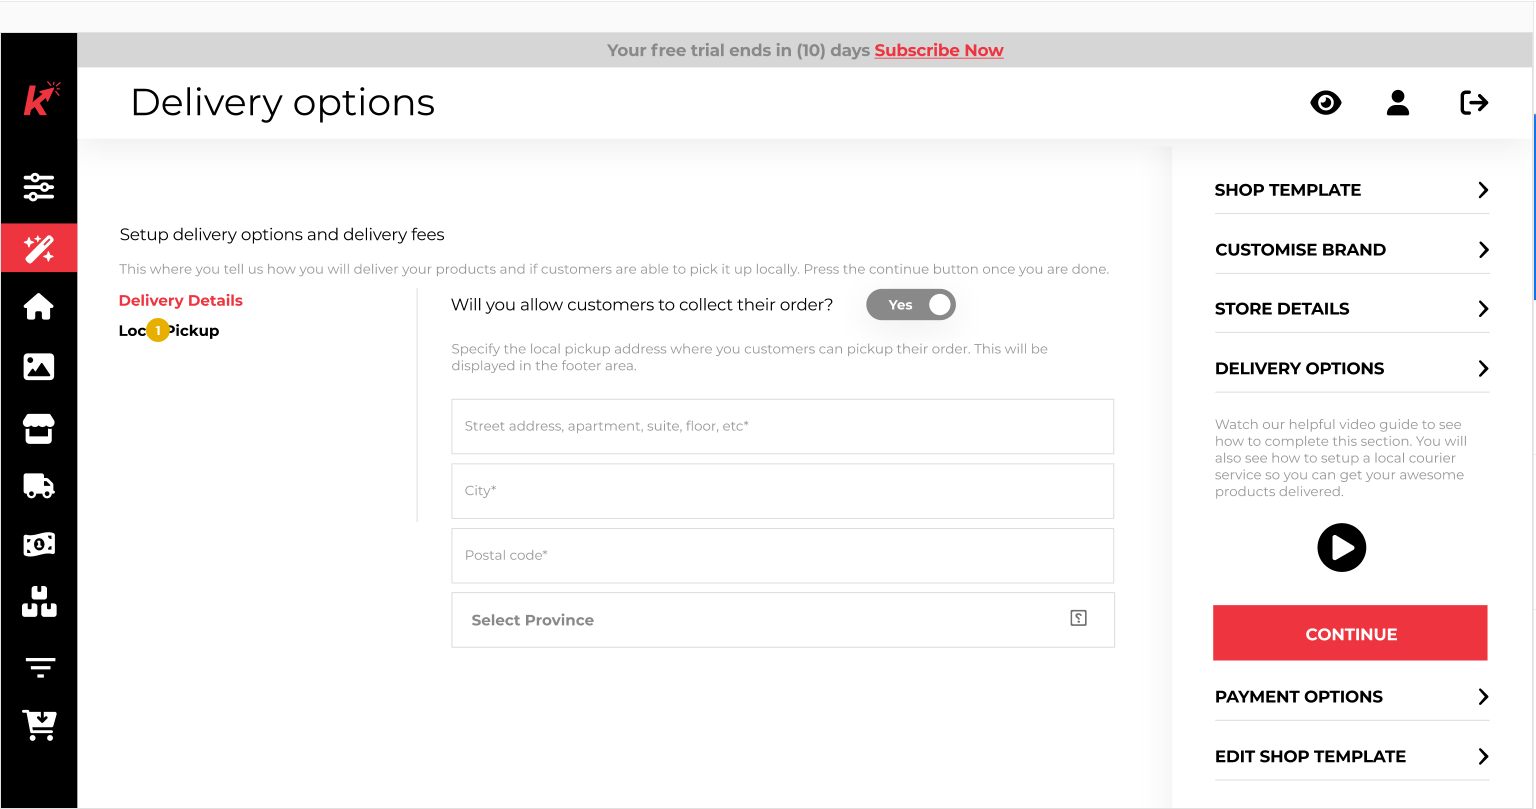 Your free trial ends in (10) days Subscribe Now
Delivery options
Setup delivery options and delivery fees
This where you tell us how you will deliver your products and if customers are able to pick it up locally. Press the continue button once you are done.
Delivery Details
Loc 1 Pickup
Will you allow customers to collect their order? Yes
Specify the local pickup address where you customers can pickup their order. This will be
displayed in the footer area.
Street address, apartment, suite, floor, etc*
City*
Postal code*
Select Province
SHOP TEMPLATE
CUSTOMISE BRAND
STORE DETAILS
DELIVERY OPTIONS
Watch our helpful video guide to see
how to complete this section. You will
also see how to setup a local courier
service so you can get your awesome
products delivered.
CONTINUE
PAYMENT OPTIONS
EDIT SHOP TEMPLATE